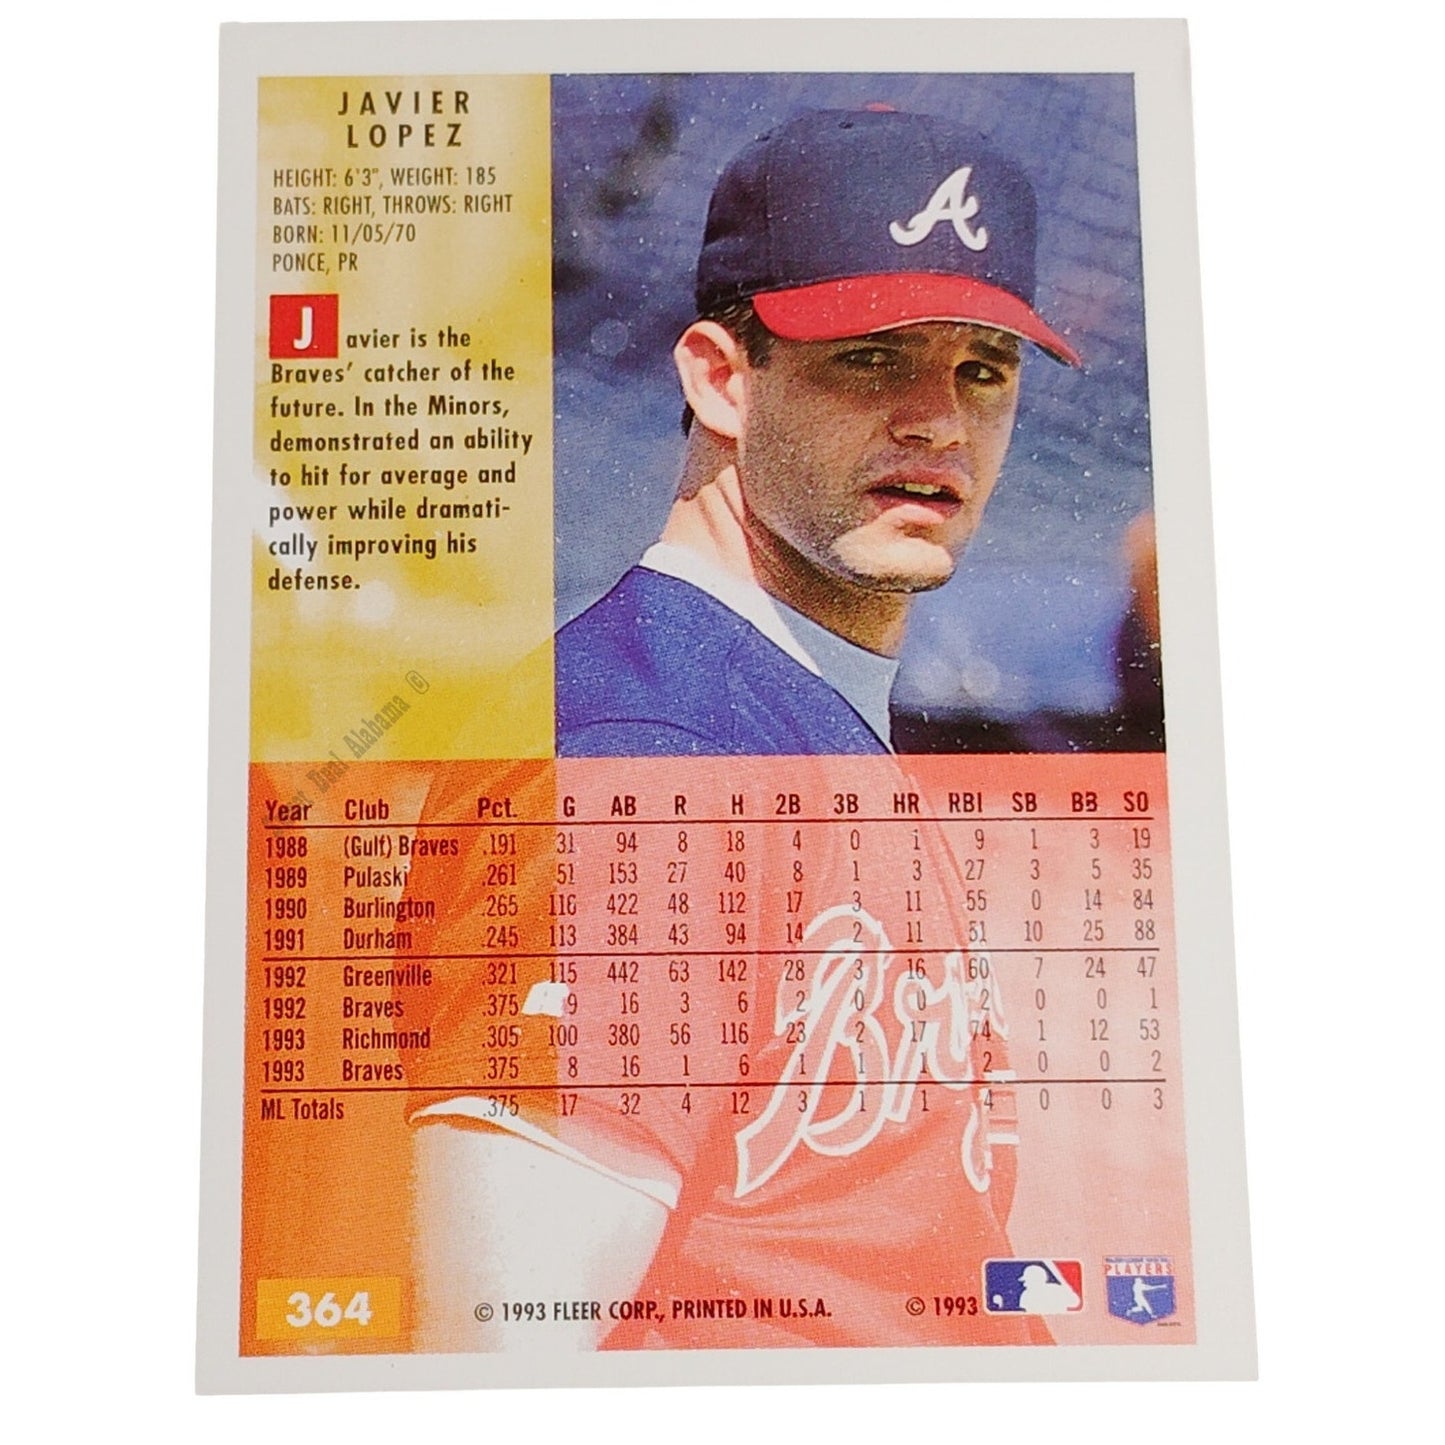 JAVIER
LOPEZ
HEIGHT: 6'3", WEIGHT: 185
BATS: RIGHT, THROWS: RIGHT
BORN: 11/05/70
PONCE, PR
Javier is the
Braves' catcher of the
future. In the Minors,
demonstrated an ability
to hit for average and
power while dramati-
cally improving his
defense.
Deal Alabama ©
Year Club Pct. G AB R H 2B 3B HR RBI SB BB SO
1988 (Gulf) Braves .191 31 94 8 18 4 0 1 9 1 3 19
1989 Pulaski .261 51 153 27 40 8 1 3 27 3 5 35
1990 Burlington .265 116 422 48 112 17 3 11 55 0 14 84
1991 Durham .245 113 384 43 94 14 2 11 51 10 25 88
1992 Greenville .321 115 442 63 142 28 3 16 60 7 24 47
1992 Braves .375 9 16 3 6 2 0 0 2 0 0 1
1993 Richmond .305 100 380 56 116 23 2 17 74 1 12 53
1993 Braves .375 8 16 1 6 1 1 1 2 0 0 2
ML Totals .375 17 32 4 12 3 1 1 4 0 0 3
364
© 1993 FLEER CORP., PRINTED IN U.S.A.
© 1993
PLAYERS